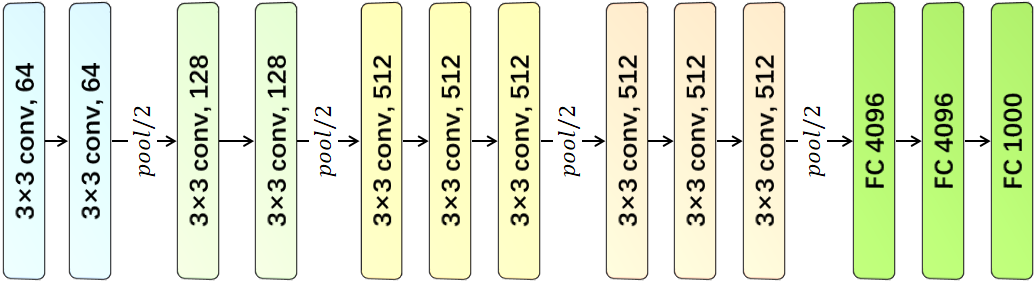 3×3 conv, 64
3×3 conv, 64
pool/2
3×3 conv, 128
3×3 conv, 128
pool/2
3×3 conv, 512
3×3 conv, 512
3×3 conv, 512
pool/2
3×3 conv, 512
3×3 conv, 512
3×3 conv, 512
pool/2
FC 4096
FC 4096
FC 1000